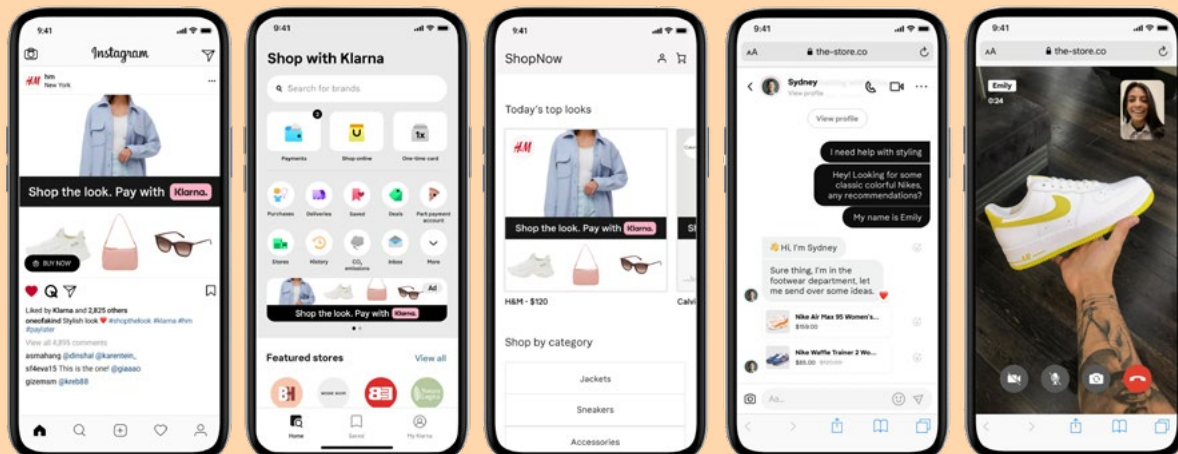 9:41
Instagram
H&M hm
New York
Shop the look. Pay with Klarna.
BUY NOW
Liked by Klarna and 2,825 others
oneofakind Stylish look ❤️ #shopthelook #klarna #hm
#paylater
View all 4,895 comments
asmahang @dinshal @karentein_
sf4eva15 This is the one! @giaaao
gizemsm @kreb88
9:41
Shop with Klarna
Search for brands
Payments
Shop online
1x
One-time card
Purchases
Deliveries
Saved
Deals
Part payment
account
Stores
History
CO₂
emissions
Inbox
More
Ad
Shop the look. Pay with Klarna.
Featured stores
View all
Home
Saved
My Klarna
9:41
ShopNow
Today's top looks
H&M
Shop the look. Pay with Klarna.
H&M - $120
Calvi
Shop by category
Jackets
Sneakers
Accessories
9:41
AA
the-store.co
Sydney
View profile
View profile
I need help with styling
Hey! Looking for some
classic colorful Nikes,
any recommendations?
My name is Emily
👋 Hi, I'm Sydney
Sure thing, I'm in the
footwear department, let
me send over some ideas.
Nike Air Max 95 Women's...
$159.00
Nike Waffle Trainer 2 Wo...
$85.00
Aa...
9:41
AA
the-store.co
Emily
0:24